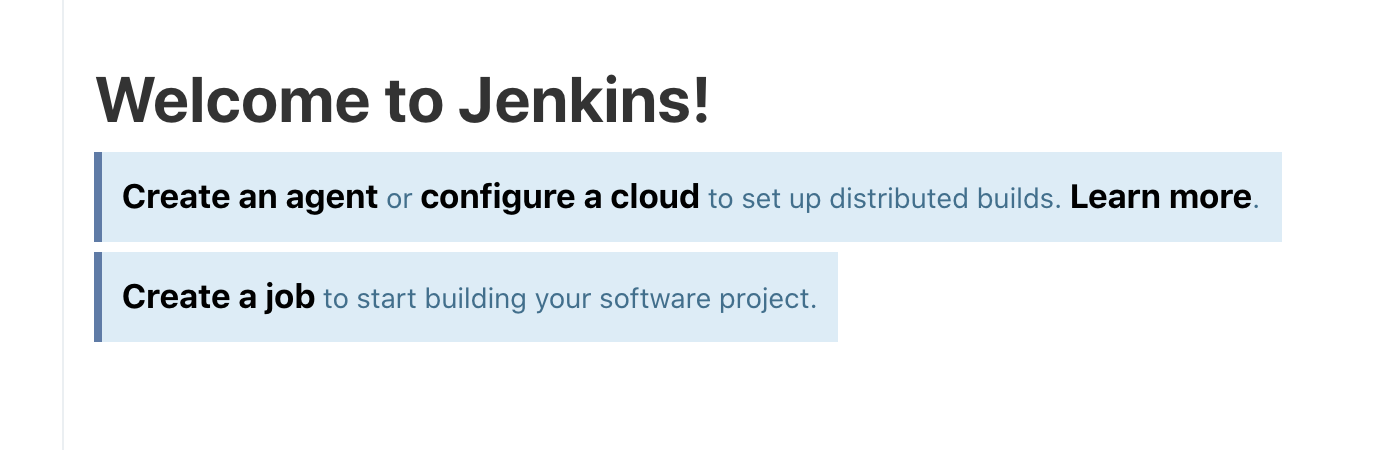 Welcome to Jenkins!
Create an agent or configure a cloud to set up distributed builds. Learn more.
Create a job to start building your software project.